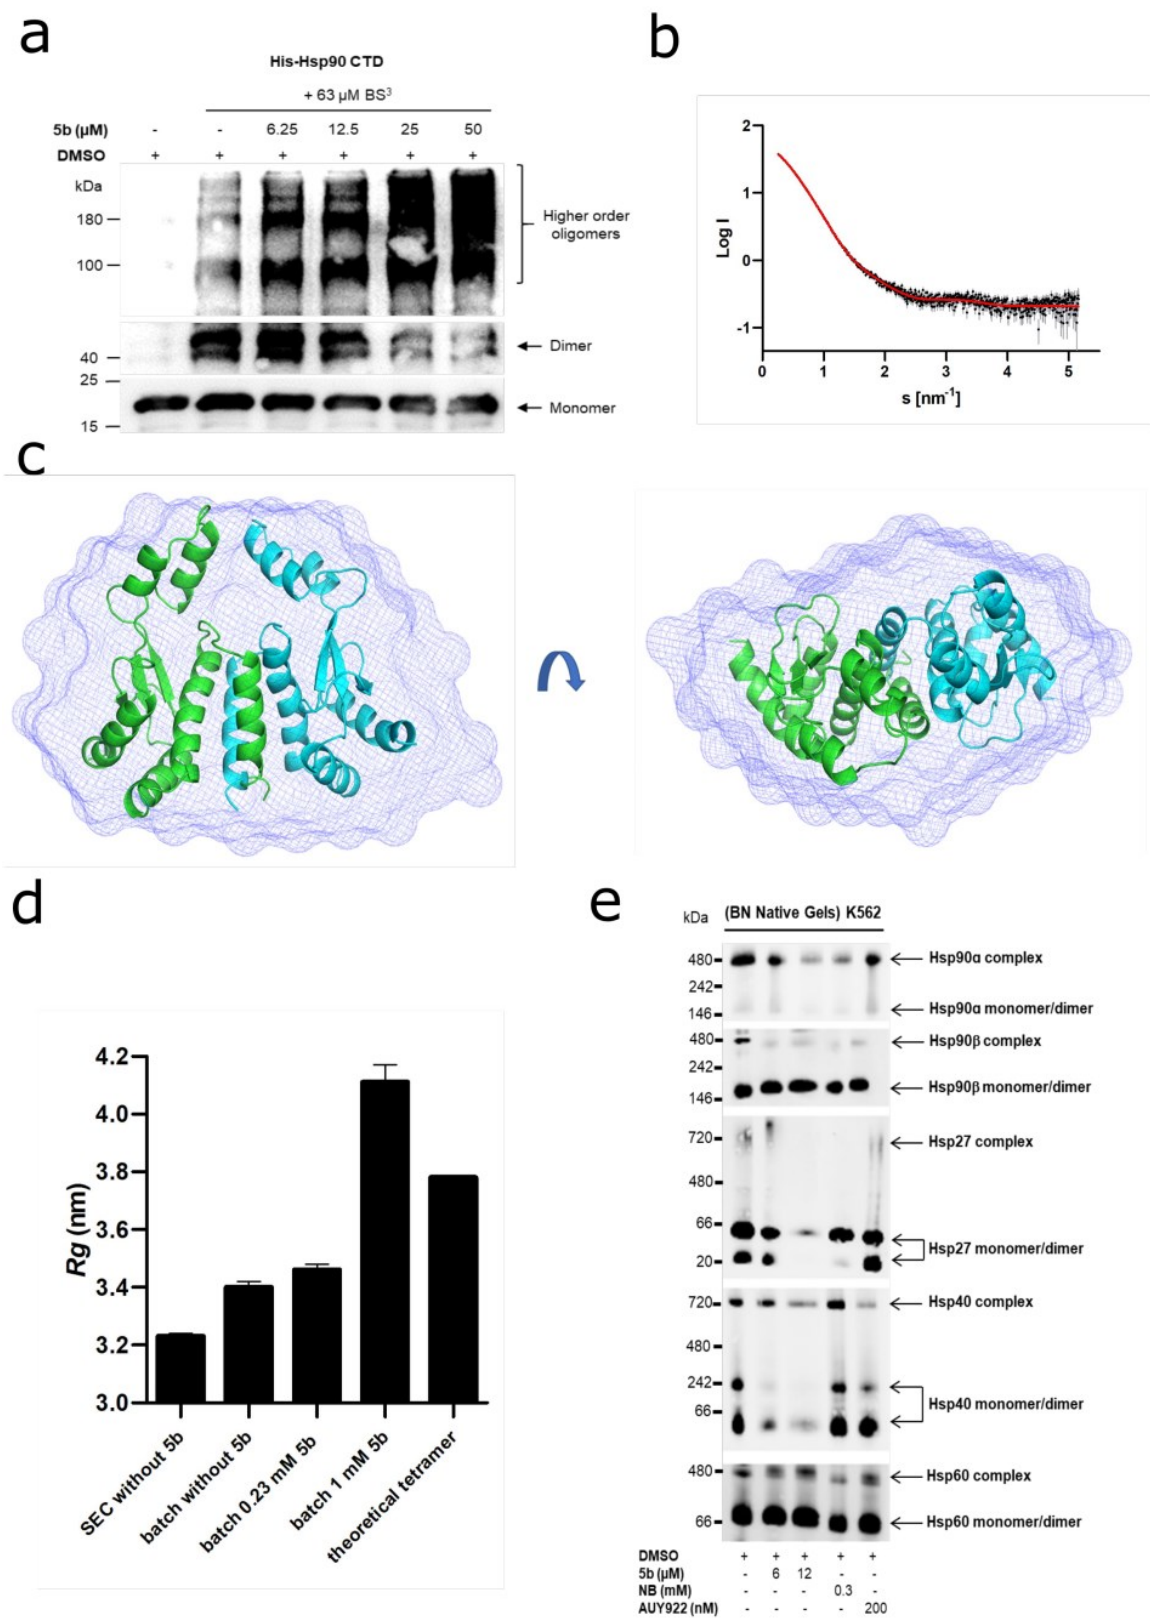 a
His-Hsp90 CTD
+ 63 µM BS³
5b (µM) - - 6.25 12.5 25 50
DMSO + + + + + +
kDa
180
100
40
25
15
Higher order
oligomers
Dimer
Monomer
b
2
1
0
-1
Log I
0 1 2 3 4 5
s [nm⁻¹]
c
d
4.2
4.0
3.8
3.6
3.4
3.2
3.0
Rg (nm)
SEC without 5b
batch without 5b
batch 0.23 mM 5b
batch 1 mM 5b
theoretical tetramer
e
kDa (BN Native Gels) K562
480 Hsp90α complex
242
146 Hsp90α monomer/dimer
480 Hsp90β complex
242
Hsp90β monomer/dimer
146
720 Hsp27 complex
480
66
Hsp27 monomer/dimer
20
720 Hsp40 complex
480
242
Hsp40 monomer/dimer
66
480 Hsp60 complex
66 Hsp60 monomer/dimer
DMSO + + + + +
5b (µM) - 6 12 - -
NB (mM) - - - 0.3 -
AUY922 (nM) - - - - 200